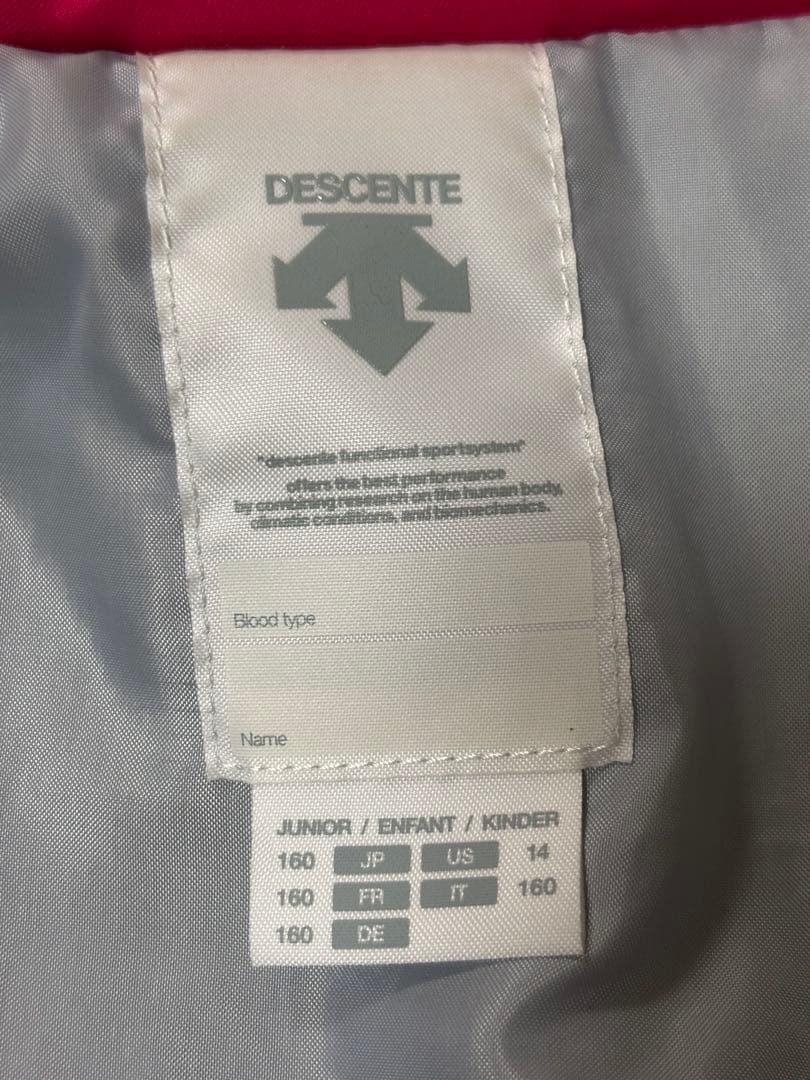 DESCENTE
"descente functional sportsystem"
offers the best performance
by combining research on the human body,
climatic conditions, and biomechanics.
Blood type
Name
JUNIOR / ENFANT / KINDER
160 JP US 14
160 FR IT 160
160 DE